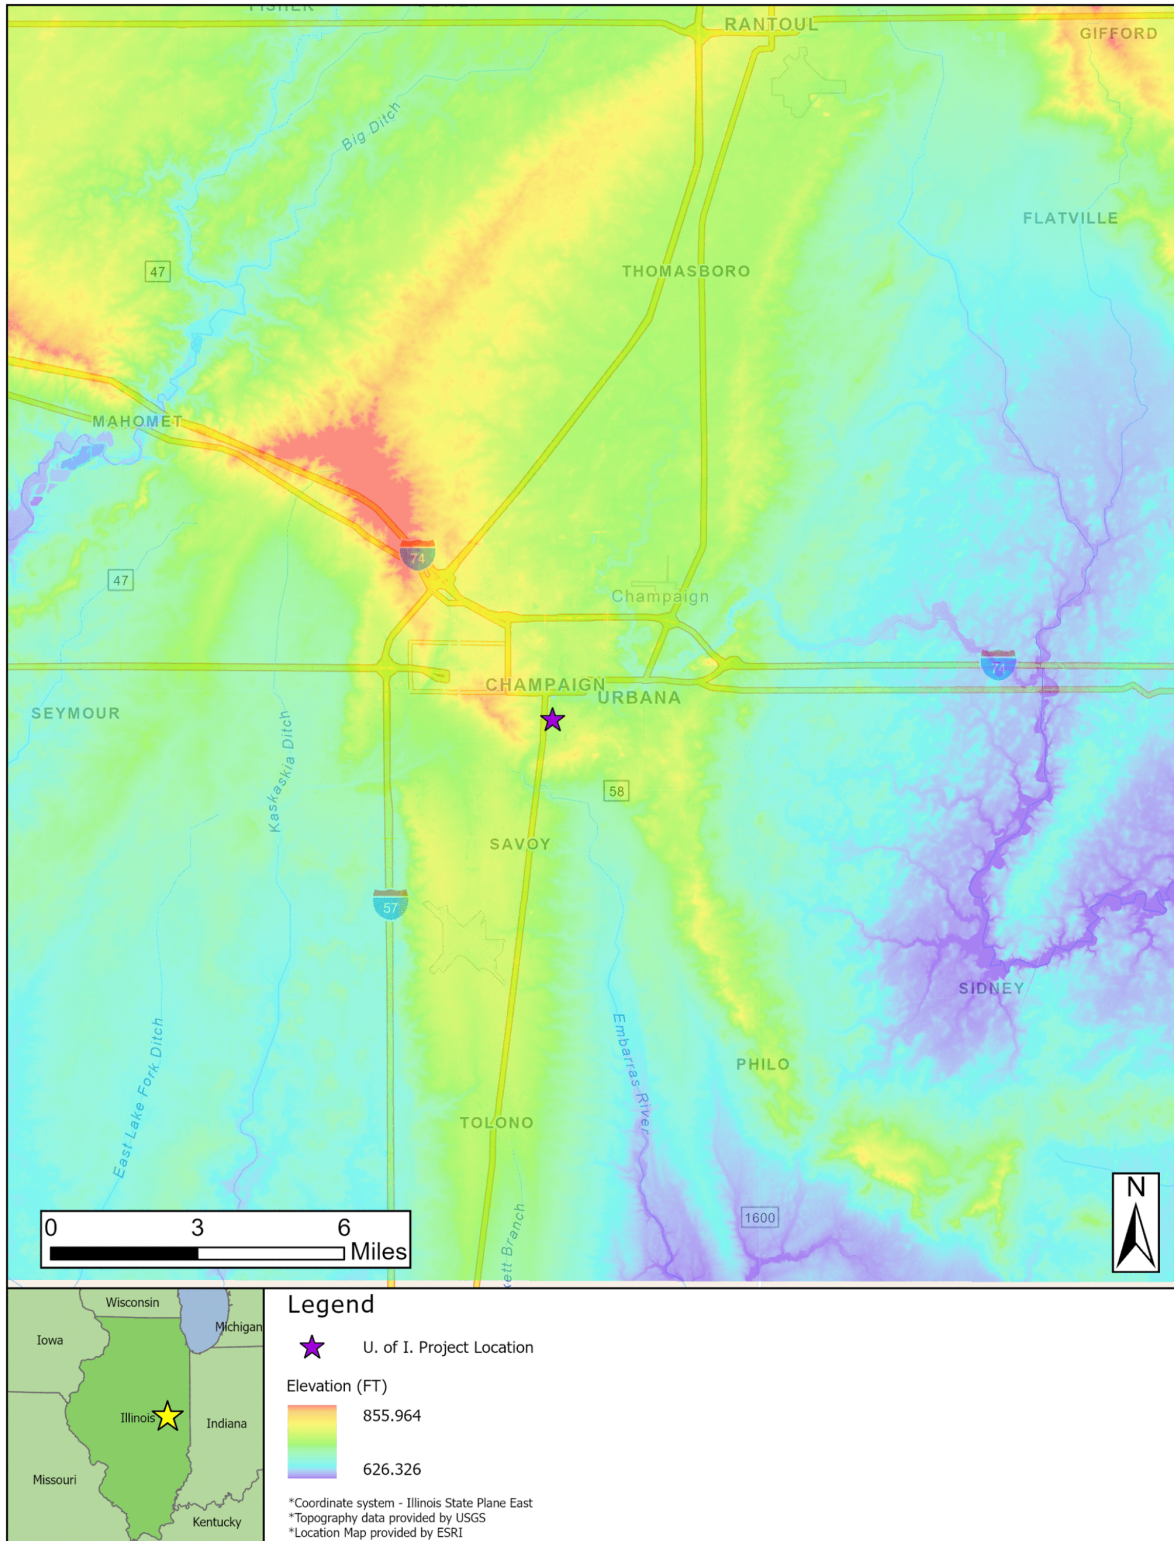 FISHER
RANTOUL
GIFFORD
Big Ditch
FLATVILLE
47
THOMASBORO
MAHOMET
74
47
Champaign
74
CHAMPAIGN
URBANA
SEYMOUR
Kaskaskia Ditch
58
SAVOY
57
SIDNEY
East Lake Fork Ditch
Embarras River
PHILO
TOLONO
1600
kett Branch
N
0 3 6
Miles
Wisconsin
Michigan
Iowa
Illinois
Indiana
Missouri
Kentucky
Legend
U. of I. Project Location
Elevation (FT)
855.964
626.326
*Coordinate system - Illinois State Plane East
*Topography data provided by USGS
*Location Map provided by ESRI